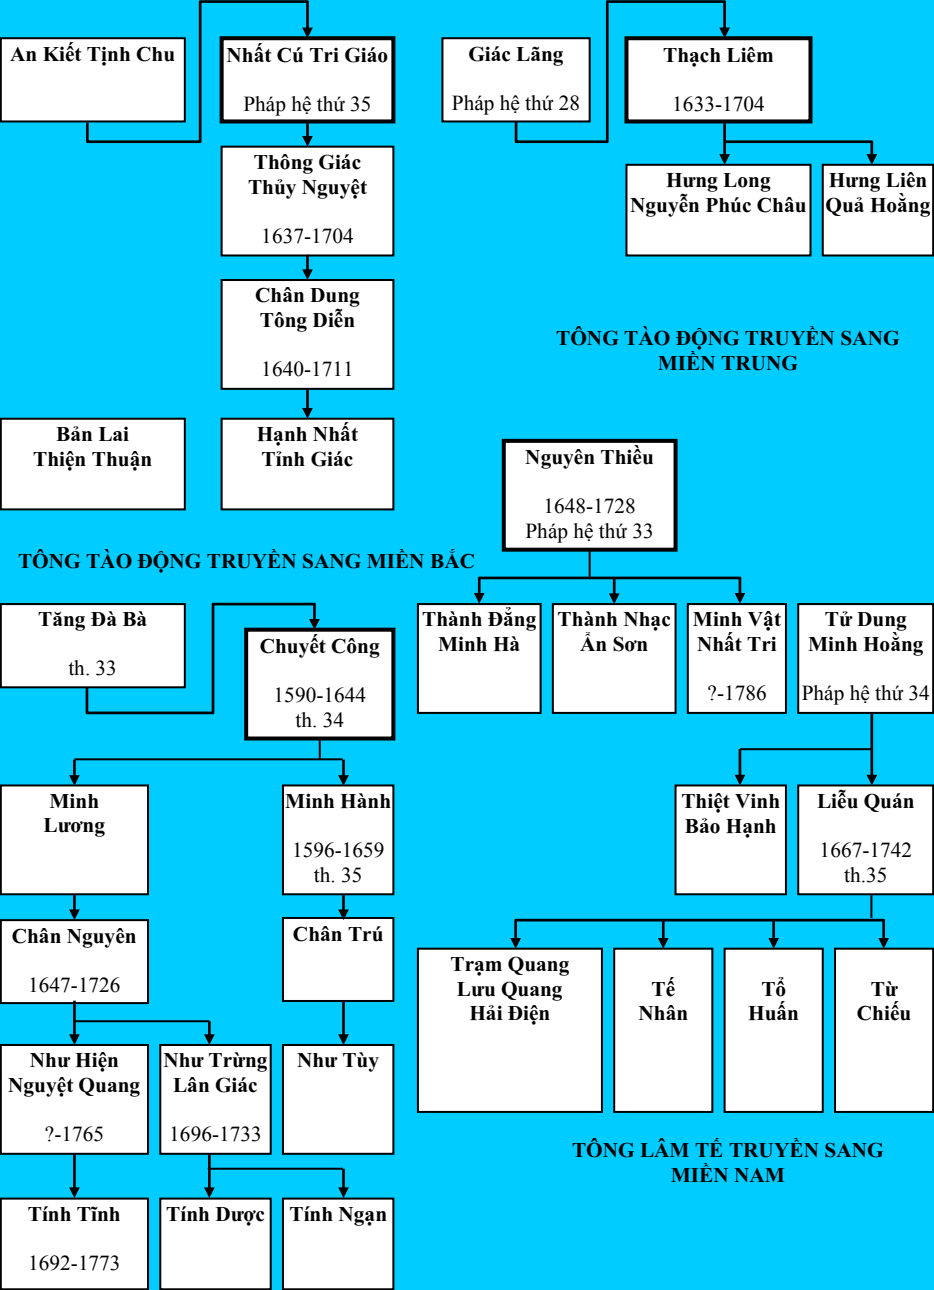 An Kiết Tịnh Chu
Nhất Cú Tri Giáo
Pháp hệ thứ 35
Thông Giác
Thủy Nguyệt
1637-1704
Chân Dung
Tông Diễn
1640-1711
Bản Lai
Thiện Thuận
Hạnh Nhất
Tỉnh Giác
TÔNG TÀO ĐỘNG TRUYỀN SANG MIỀN BẮC
Giác Lãng
Pháp hệ thứ 28
Thạch Liêm
1633-1704
Hưng Long
Nguyễn Phúc Châu
Hưng Liên
Quả Hoằng
TÔNG TÀO ĐỘNG TRUYỀN SANG
MIỀN TRUNG
Tăng Đà Bà
th. 33
Chuyết Công
1590-1644
th. 34
Minh
Lương
Minh Hành
1596-1659
th. 35
Chân Nguyên
1647-1726
Chân Trú
Như Hiện
Nguyệt Quang
?-1765
Như Trừng
Lân Giác
1696-1733
Như Tùy
Tính Tĩnh
1692-1773
Tính Dược
Tính Ngạn
Nguyên Thiều
1648-1728
Pháp hệ thứ 33
Thành Đẳng
Minh Hà
Thành Nhạc
Ẩn Sơn
Minh Vật
Nhất Tri
?-1786
Tử Dung
Minh Hoằng
Pháp hệ thứ 34
Thiệt Vinh
Bảo Hạnh
Liễu Quán
1667-1742
th.35
Trạm Quang
Lưu Quang
Hải Điện
Tế
Nhân
Tổ
Huấn
Từ
Chiếu
TÔNG LÂM TẾ TRUYỀN SANG
MIỀN NAM